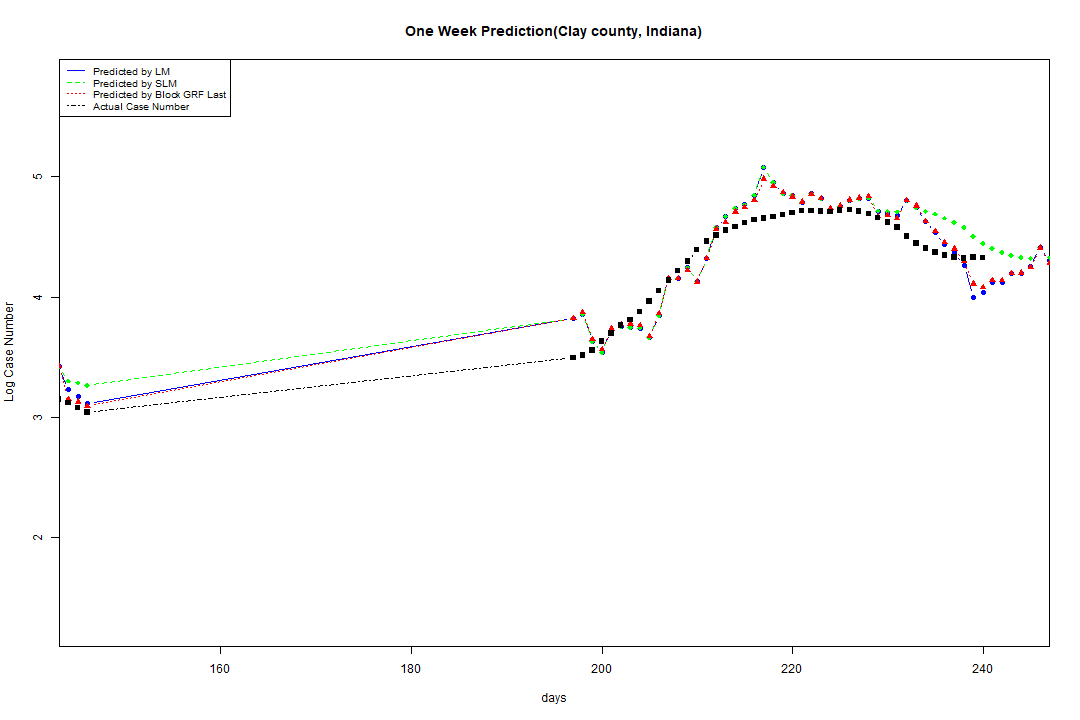 One Week Prediction(Clay county, Indiana)
Predicted by LM
Predicted by SLM
Predicted by Block GRF Last
Actual Case Number
5
4
3
2
Log Case Number
160
180
200
220
240
days